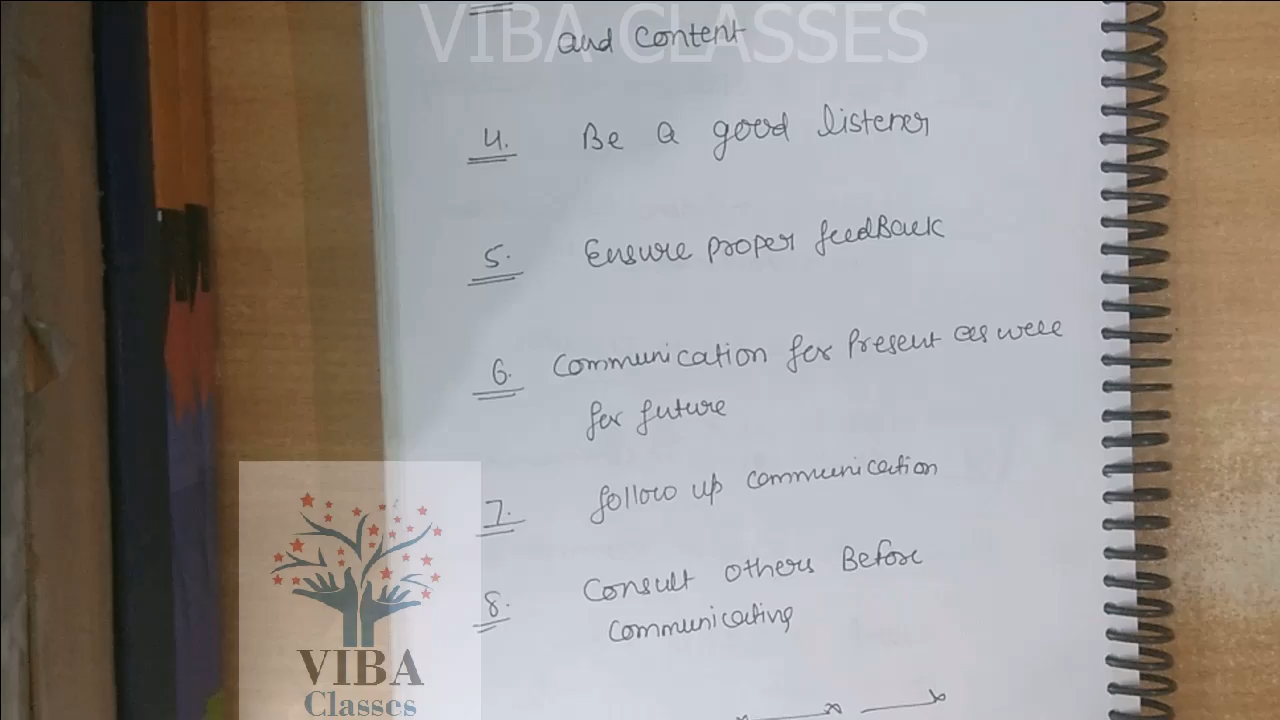 VIBA CLASSES
and Content
4. Be a good listener
5. Ensure proper feedBack
6. Communication for Present as well
for future
7. follow up communication
8. Consult others Before
Communicating
VIBA
Classes